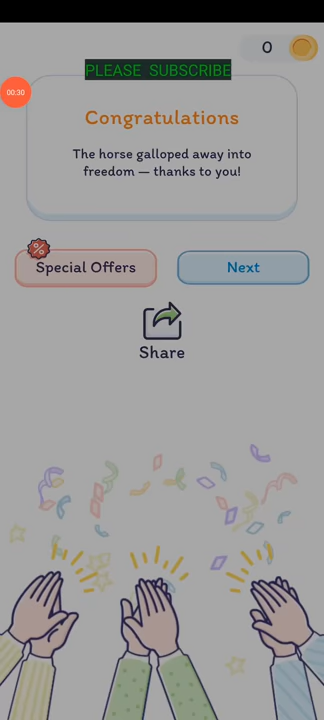 0
PLEASE SUBSCRIBE
00:30
Congratulations
The horse galloped away into
freedom — thanks to you!
%
Special Offers
Next
Share